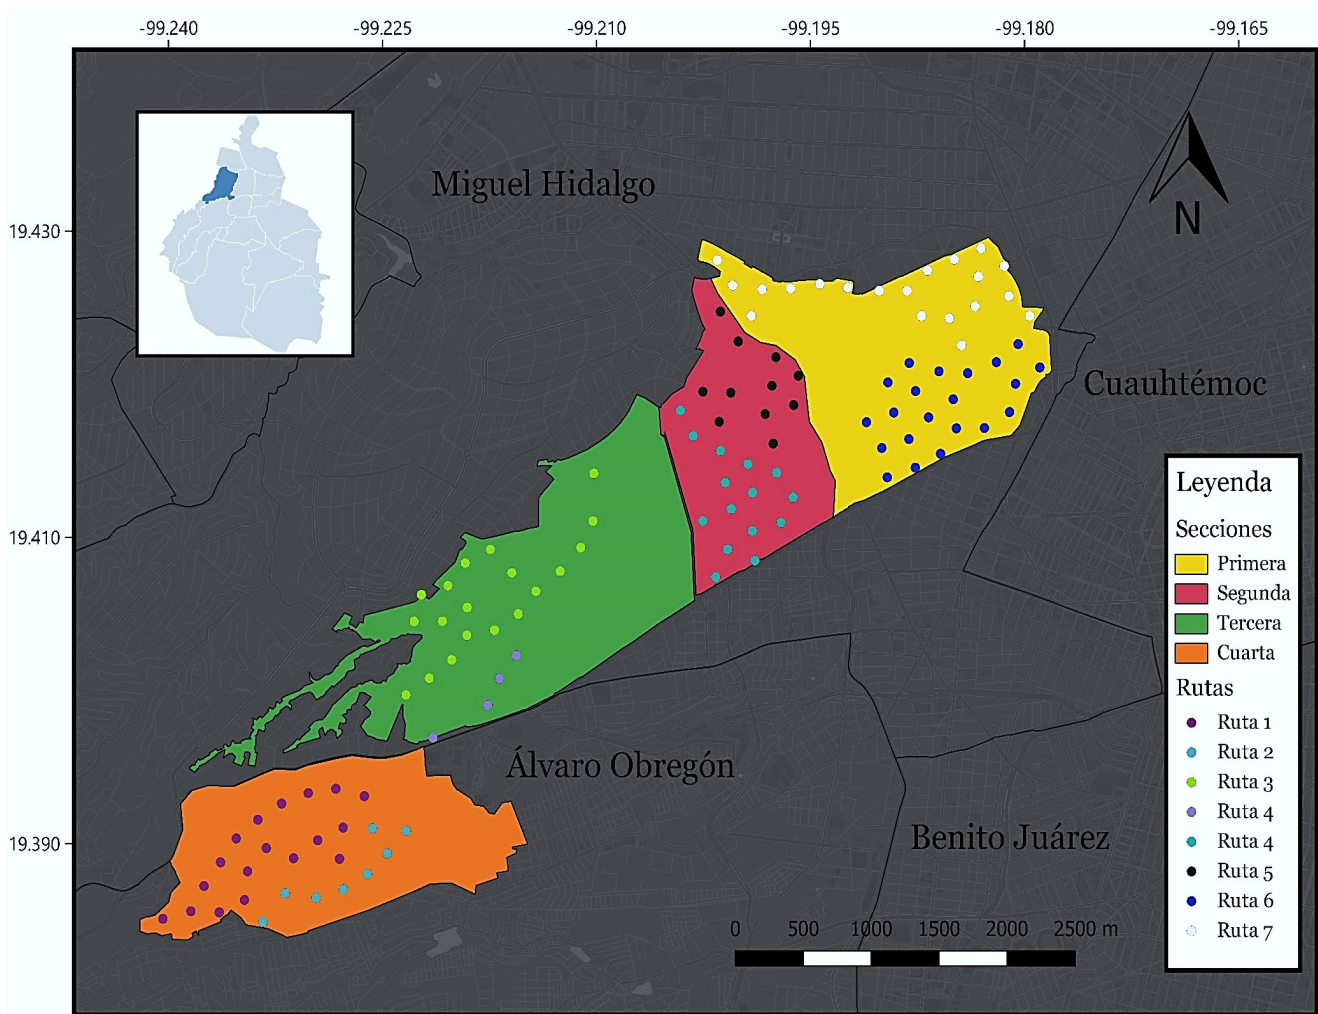 -99.240 -99.225 -99.210 -99.195 -99.180 -99.165
19.430
19.410
19.390
Miguel Hidalgo
N
Cuauhtémoc
Álvaro Obregón
Benito Juárez
Leyenda
Secciones
Primera
Segunda
Tercera
Cuarta
Rutas
Ruta 1
Ruta 2
Ruta 3
Ruta 4
Ruta 4
Ruta 5
Ruta 6
Ruta 7
0 500 1000 1500 2000 2500 m